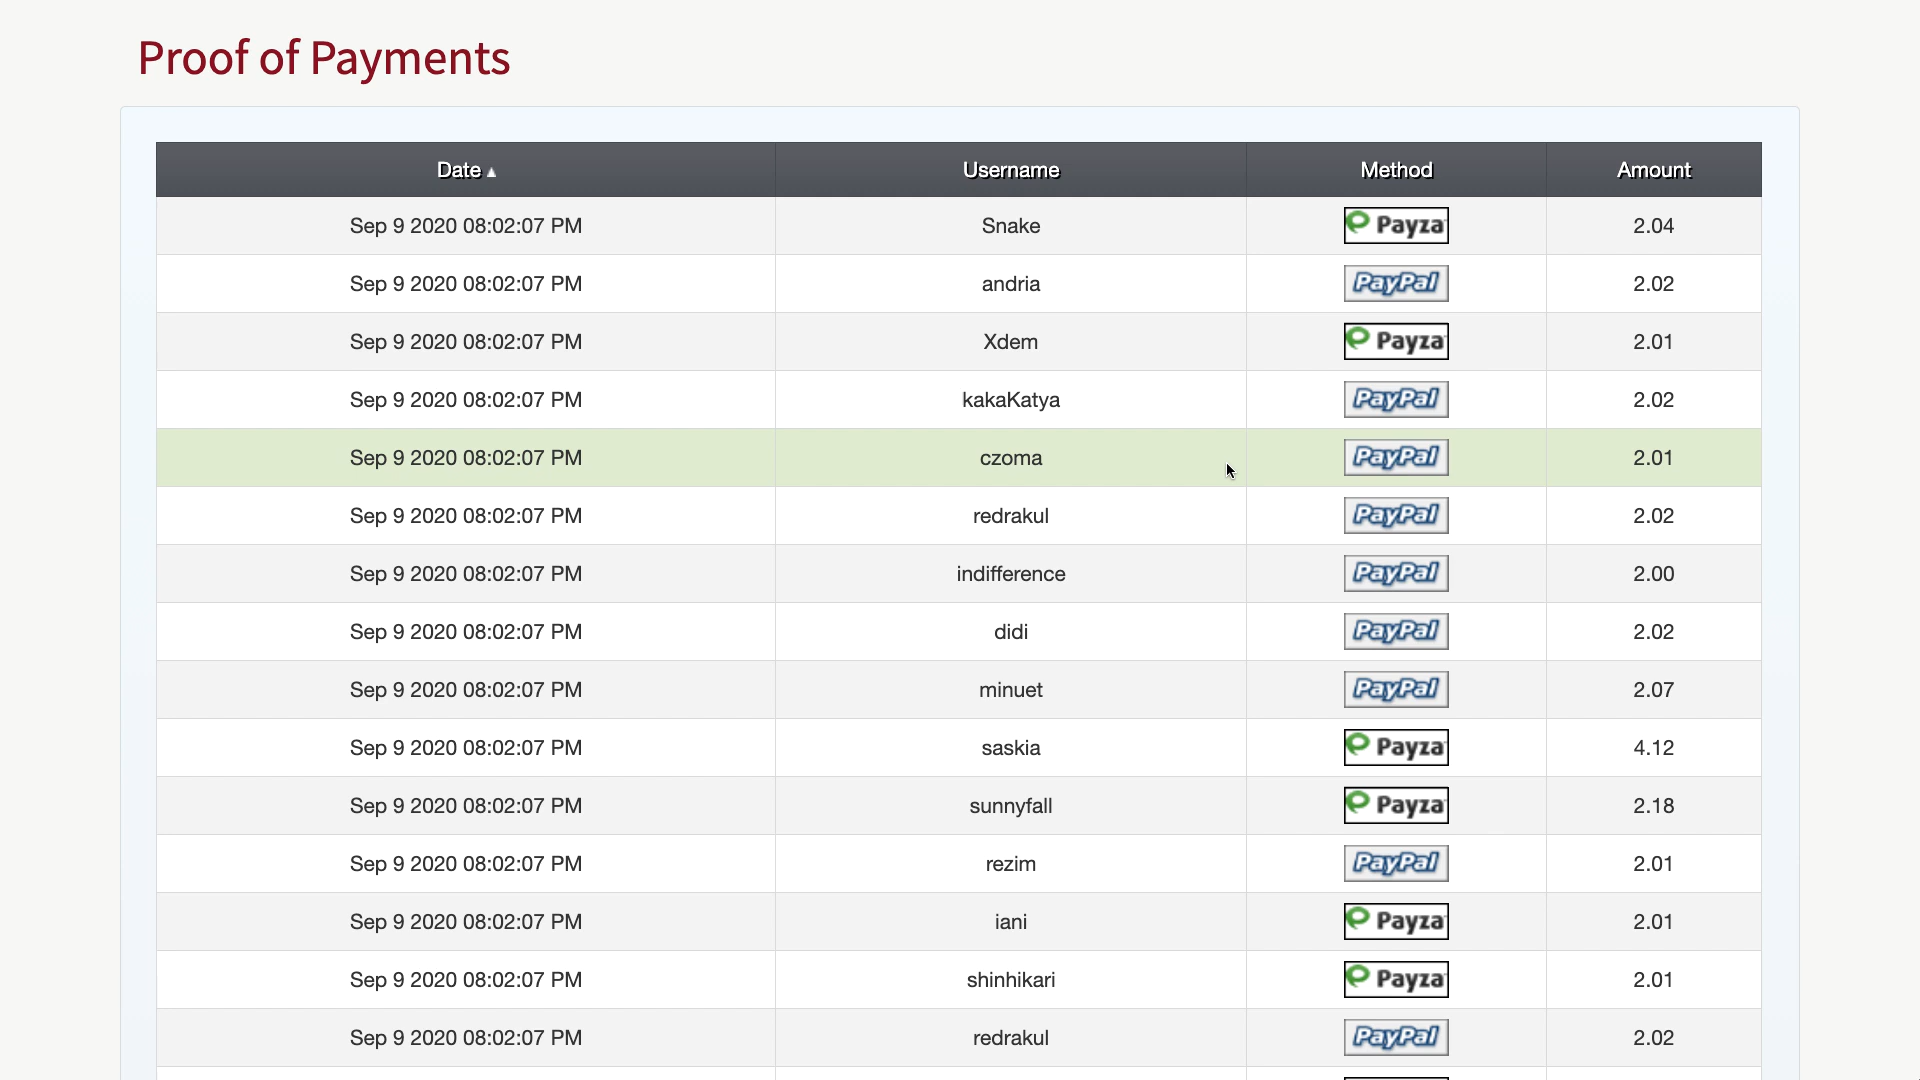 Proof of Payments
Date ▲ Username Method Amount
Sep 9 2020 08:02:07 PM Snake Payza 2.04
Sep 9 2020 08:02:07 PM andria PayPal 2.02
Sep 9 2020 08:02:07 PM Xdem Payza 2.01
Sep 9 2020 08:02:07 PM kakaKatya PayPal 2.02
Sep 9 2020 08:02:07 PM czoma PayPal 2.01
Sep 9 2020 08:02:07 PM redrakul PayPal 2.02
Sep 9 2020 08:02:07 PM indifference PayPal 2.00
Sep 9 2020 08:02:07 PM didi PayPal 2.02
Sep 9 2020 08:02:07 PM minuet PayPal 2.07
Sep 9 2020 08:02:07 PM saskia Payza 4.12
Sep 9 2020 08:02:07 PM sunnyfall Payza 2.18
Sep 9 2020 08:02:07 PM rezim PayPal 2.01
Sep 9 2020 08:02:07 PM iani Payza 2.01
Sep 9 2020 08:02:07 PM shinhikari Payza 2.01
Sep 9 2020 08:02:07 PM redrakul PayPal 2.02